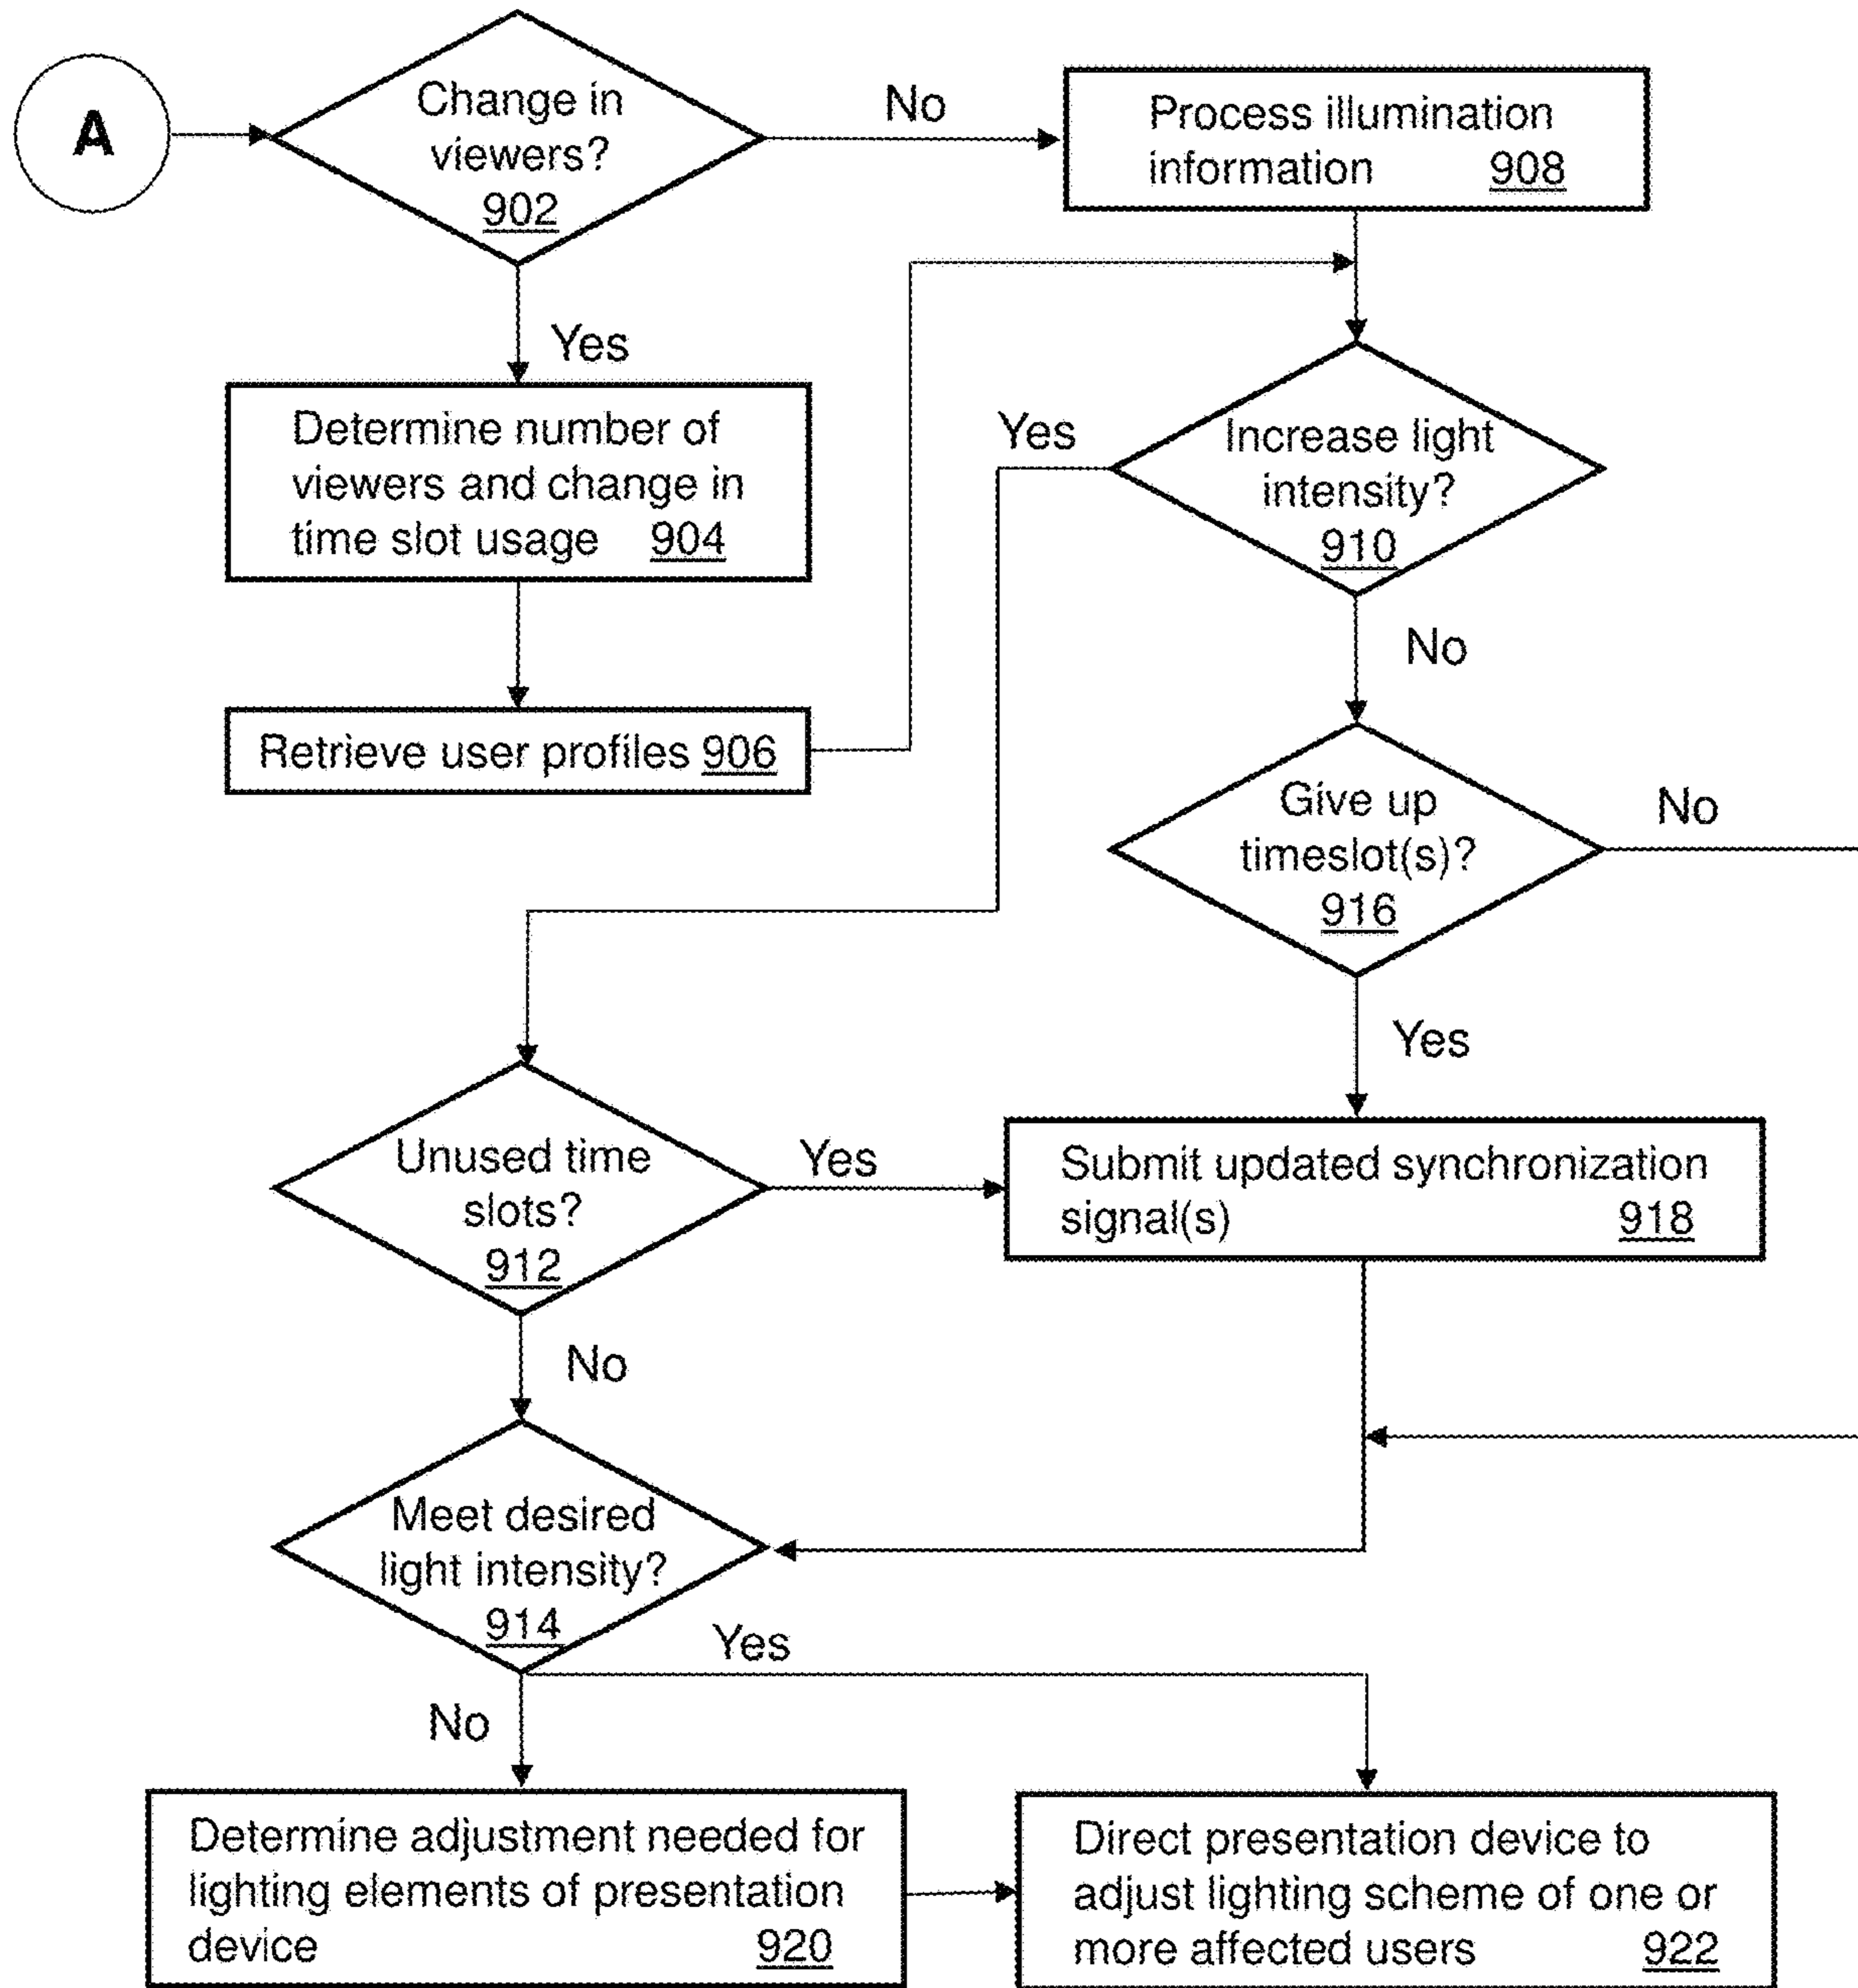 A
Change in
viewers?
902
No
Process illumination
information 908
Yes
Determine number of
viewers and change in
time slot usage 904
Retrieve user profiles 906
Yes
Increase light
intensity?
910
No
Give up
timeslot(s)?
916
No
Yes
Unused time
slots?
912
Yes
Submit updated synchronization
signal(s) 918
No
Meet desired
light intensity?
914
Yes
No
Determine adjustment needed for
lighting elements of presentation
device 920
Direct presentation device to
adjust lighting scheme of one or
more affected users 922